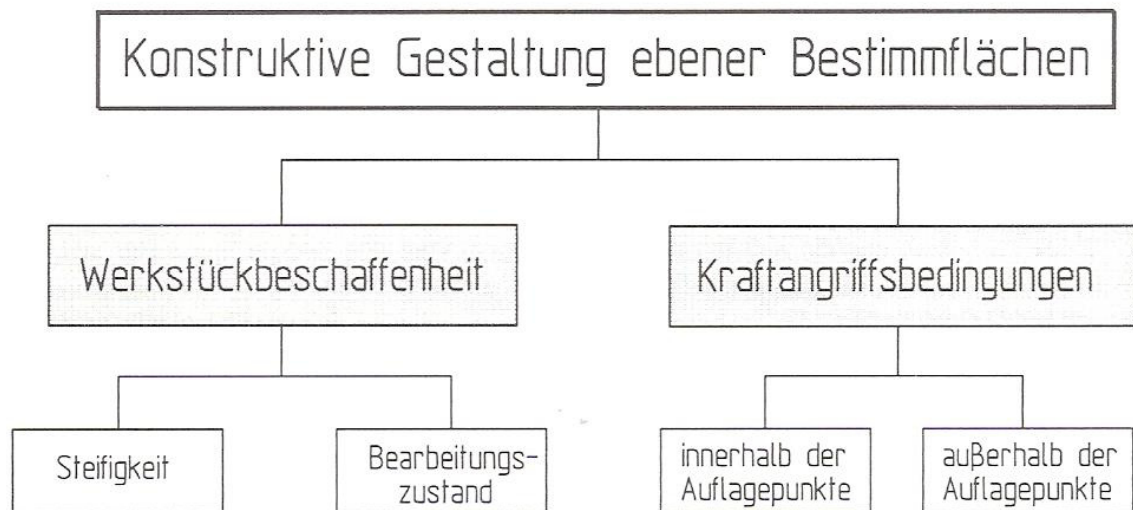 Konstruktive Gestaltung ebener Bestimmflächen
Werkstückbeschaffenheit
Kraftangriffsbedingungen
Steifigkeit
Bearbeitungs-
zustand
innerhalb der
Auflagepunkte
außerhalb der
Auflagepunkte